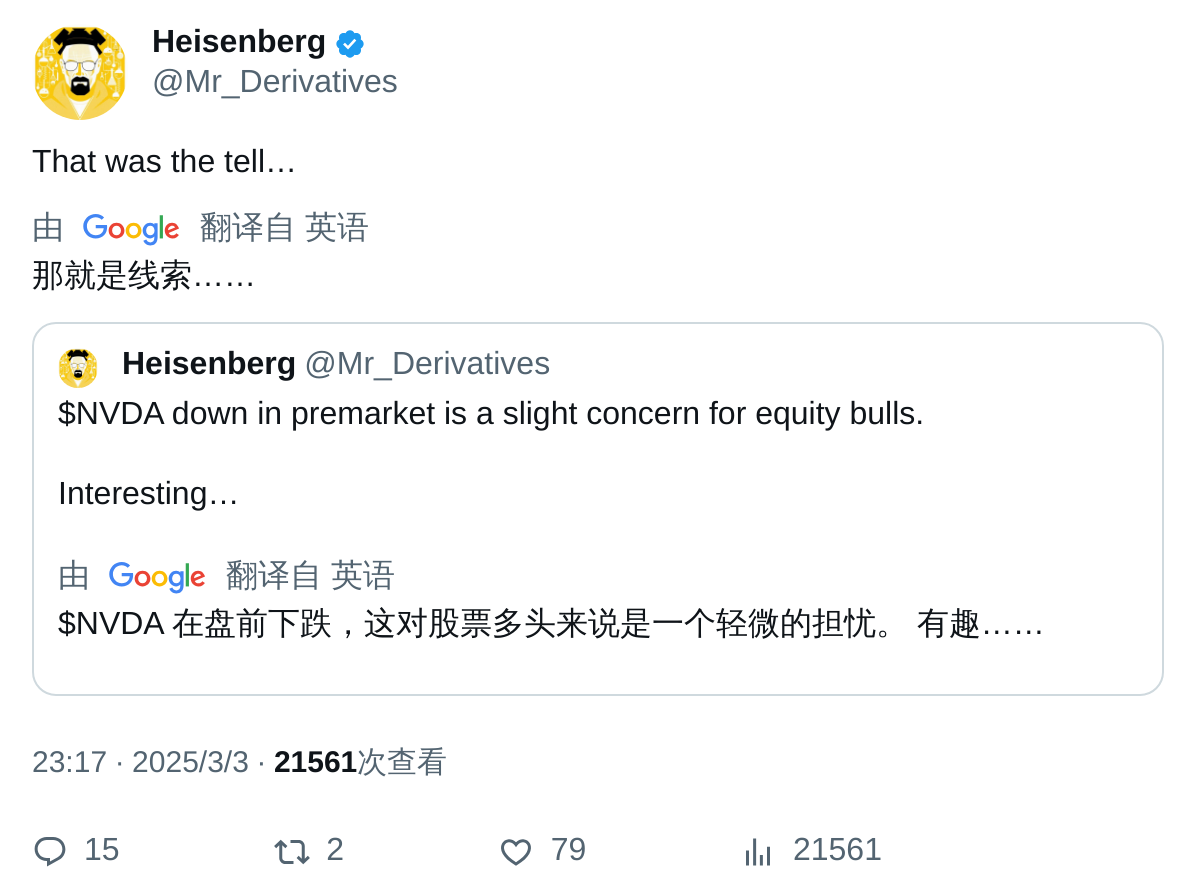 Heisenberg
@Mr_Derivatives
That was the tell…
由 Google 翻译自 英语
那就是线索……
Heisenberg @Mr_Derivatives
$NVDA down in premarket is a slight concern for equity bulls.
Interesting…
由 Google 翻译自 英语
$NVDA 在盘前下跌，这对股票多头来说是一个轻微的担忧。 有趣……
23:17 · 2025/3/3 · 21561次查看
15 2 79 21561